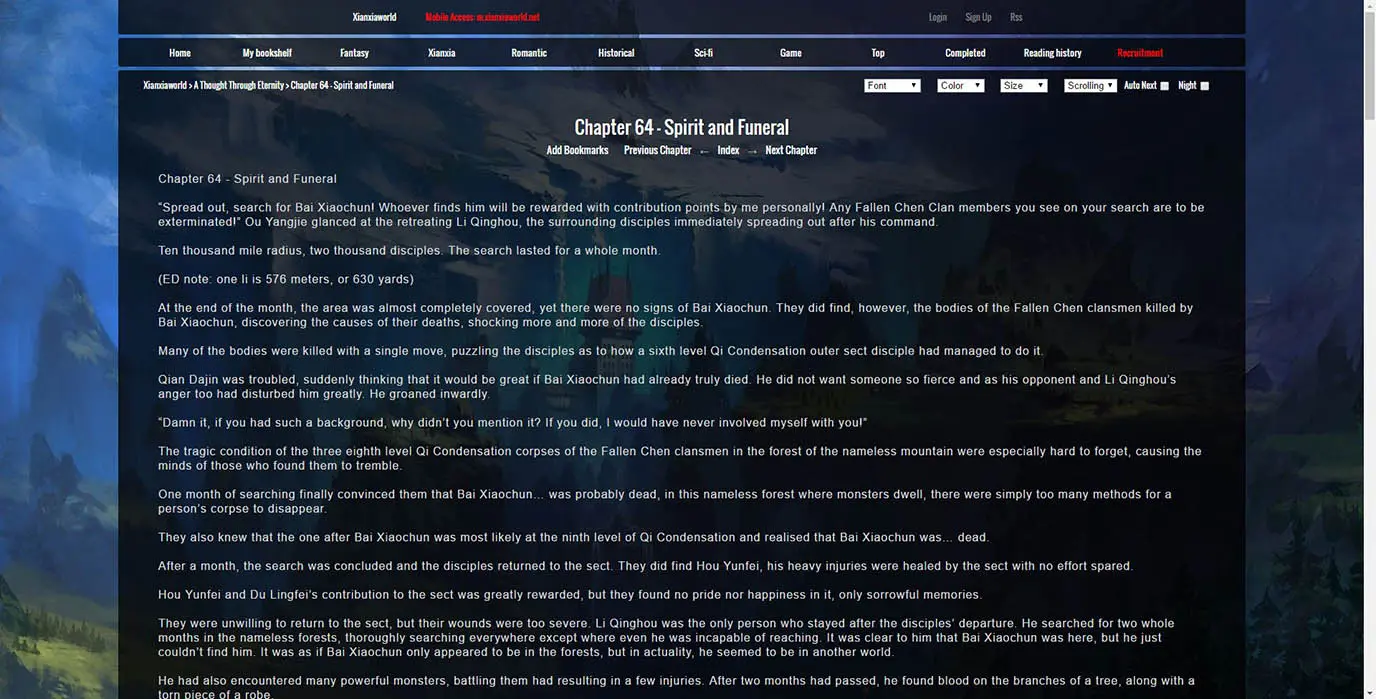 Xianxiaworld Mobile Access: m.xianxiaworld.net Login Sign Up Rss
Home My bookshelf Fantasy Xianxia Romantic Historical Sci-fi Game Top Completed Reading history Recruitment
Xianxiaworld > A Thought Through Eternity > Chapter 64 - Spirit and Funeral Font Color Size Scrolling Auto Next Night
Chapter 64 - Spirit and Funeral
Add Bookmarks Previous Chapter ← Index → Next Chapter
Chapter 64 - Spirit and Funeral
“Spread out, search for Bai Xiaochun! Whoever finds him will be rewarded with contribution points by me personally! Any Fallen Chen Clan members you see on your search are to be
exterminated!” Ou Yangjie glanced at the retreating Li Qinghou, the surrounding disciples immediately spreading out after his command.
Ten thousand mile radius, two thousand disciples. The search lasted for a whole month.
(ED note: one li is 576 meters, or 630 yards)
At the end of the month, the area was almost completely covered, yet there were no signs of Bai Xiaochun. They did find, however, the bodies of the Fallen Chen clansmen killed by
Bai Xiaochun, discovering the causes of their deaths, shocking more and more of the disciples.
Many of the bodies were killed with a single move, puzzling the disciples as to how a sixth level Qi Condensation outer sect disciple had managed to do it.
Qian Dajin was troubled, suddenly thinking that it would be great if Bai Xiaochun had already truly died. He did not want someone so fierce and as his opponent and Li Qinghou’s
anger too had disturbed him greatly. He groaned inwardly.
“Damn it, if you had such a background, why didn’t you mention it? If you did, I would have never involved myself with you!”
The tragic condition of the three eighth level Qi Condensation corpses of the Fallen Chen clansmen in the forest of the nameless mountain were especially hard to forget, causing the
minds of those who found them to tremble.
One month of searching finally convinced them that Bai Xiaochun… was probably dead, in this nameless forest where monsters dwell, there were simply too many methods for a
person’s corpse to disappear.
They also knew that the one after Bai Xiaochun was most likely at the ninth level of Qi Condensation and realised that Bai Xiaochun was… dead.
After a month, the search was concluded and the disciples returned to the sect. They did find Hou Yunfei, his heavy injuries were healed by the sect with no effort spared.
Hou Yunfei and Du Lingfei’s contribution to the sect was greatly rewarded, but they found no pride nor happiness in it, only sorrowful memories.
They were unwilling to return to the sect, but their wounds were too severe. Li Qinghou was the only person who stayed after the disciples’ departure. He searched for two whole
months in the nameless forests, thoroughly searching everywhere except where even he was incapable of reaching. It was clear to him that Bai Xiaochun was here, but he just
couldn’t find him. It was as if Bai Xiaochun only appeared to be in the forests, but in actuality, he seemed to be in another world.
He had also encountered many powerful monsters, battling them had resulting in a few injuries. After two months had passed, he found blood on the branches of a tree, along with a
torn piece of a robe.